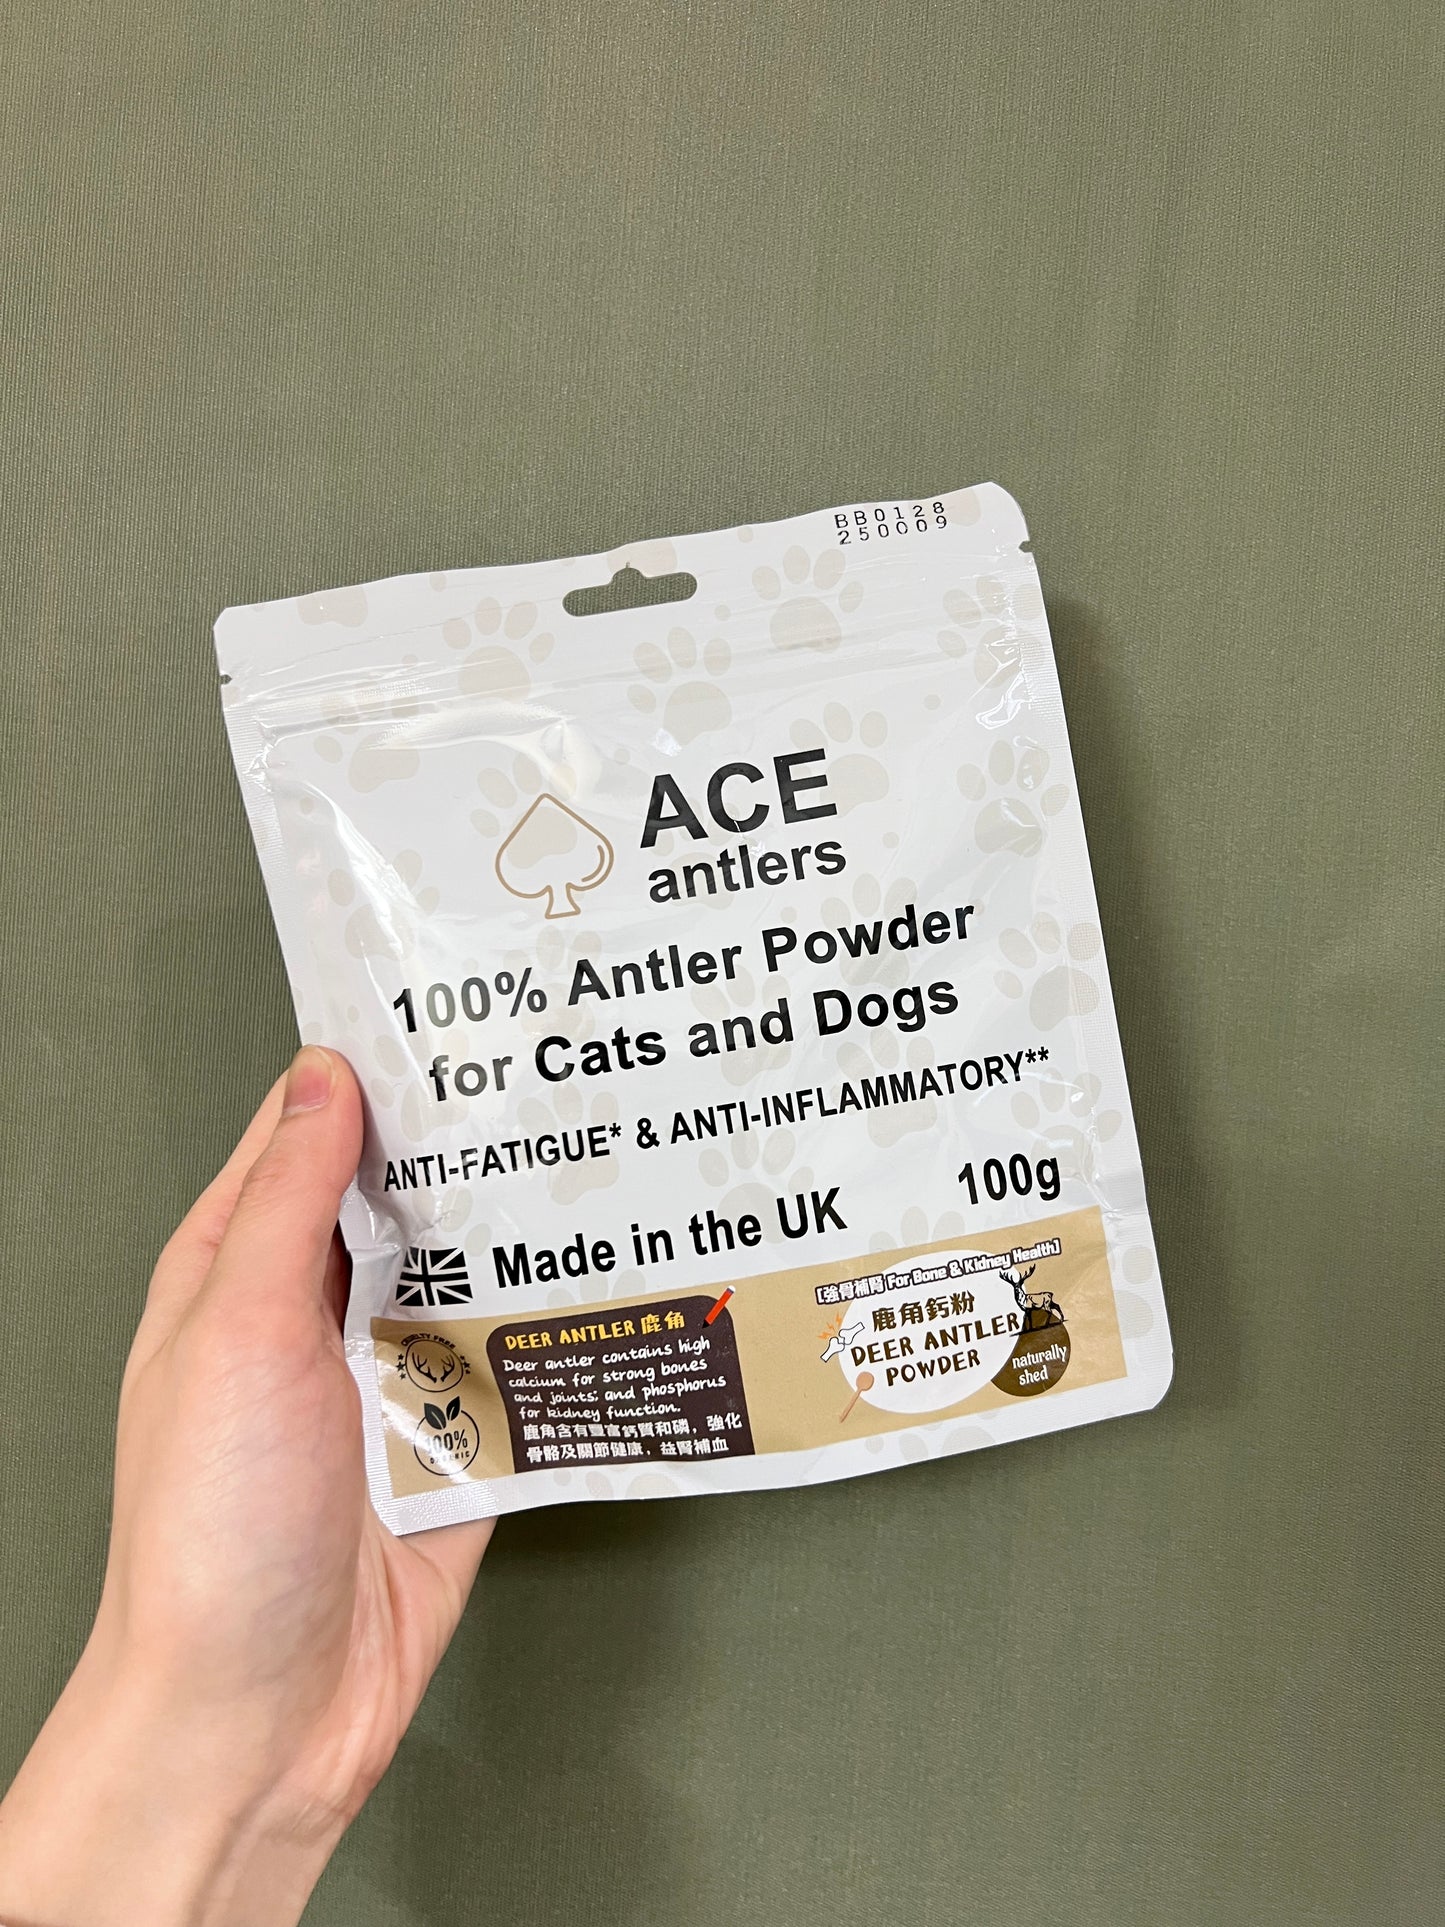 BB0128
250009
ACE
antlers
100% Antler Powder
for Cats and Dogs
ANTI-FATIGUE* & ANTI-INFLAMMATORY**
100g
Made in the UK
CRUELTY FREE
100%
ORGANIC
DEER ANTLER 鹿角
Deer antler contains high
calcium for strong bones
and joints; and phosphorus
for kidney function.
鹿角含有豐富鈣質和磷，強化
骨骼及關節健康，益腎補血
【強骨補腎 For Bone & Kidney Health】
鹿角鈣粉
DEER ANTLER
POWDER
naturally
shed